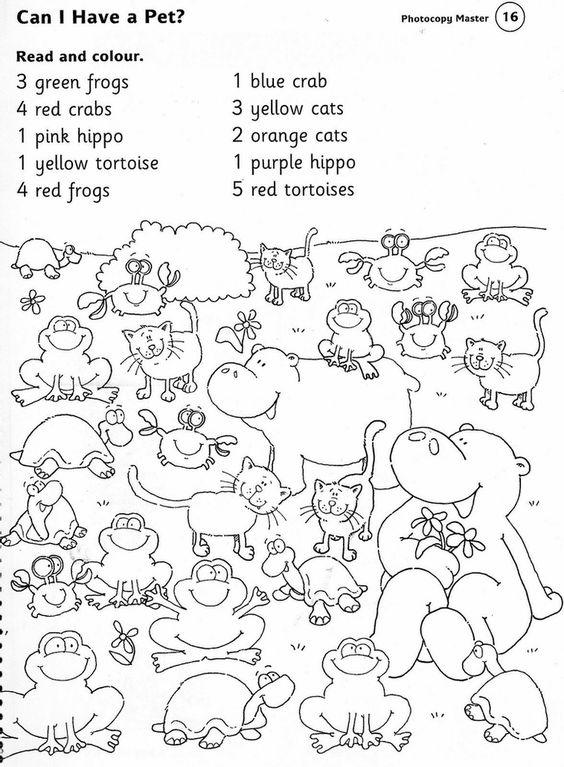 Can I Have a Pet?
Photocopy Master 16
Read and colour.
3 green frogs
4 red crabs
1 pink hippo
1 yellow tortoise
4 red frogs
1 blue crab
3 yellow cats
2 orange cats
1 purple hippo
5 red tortoises